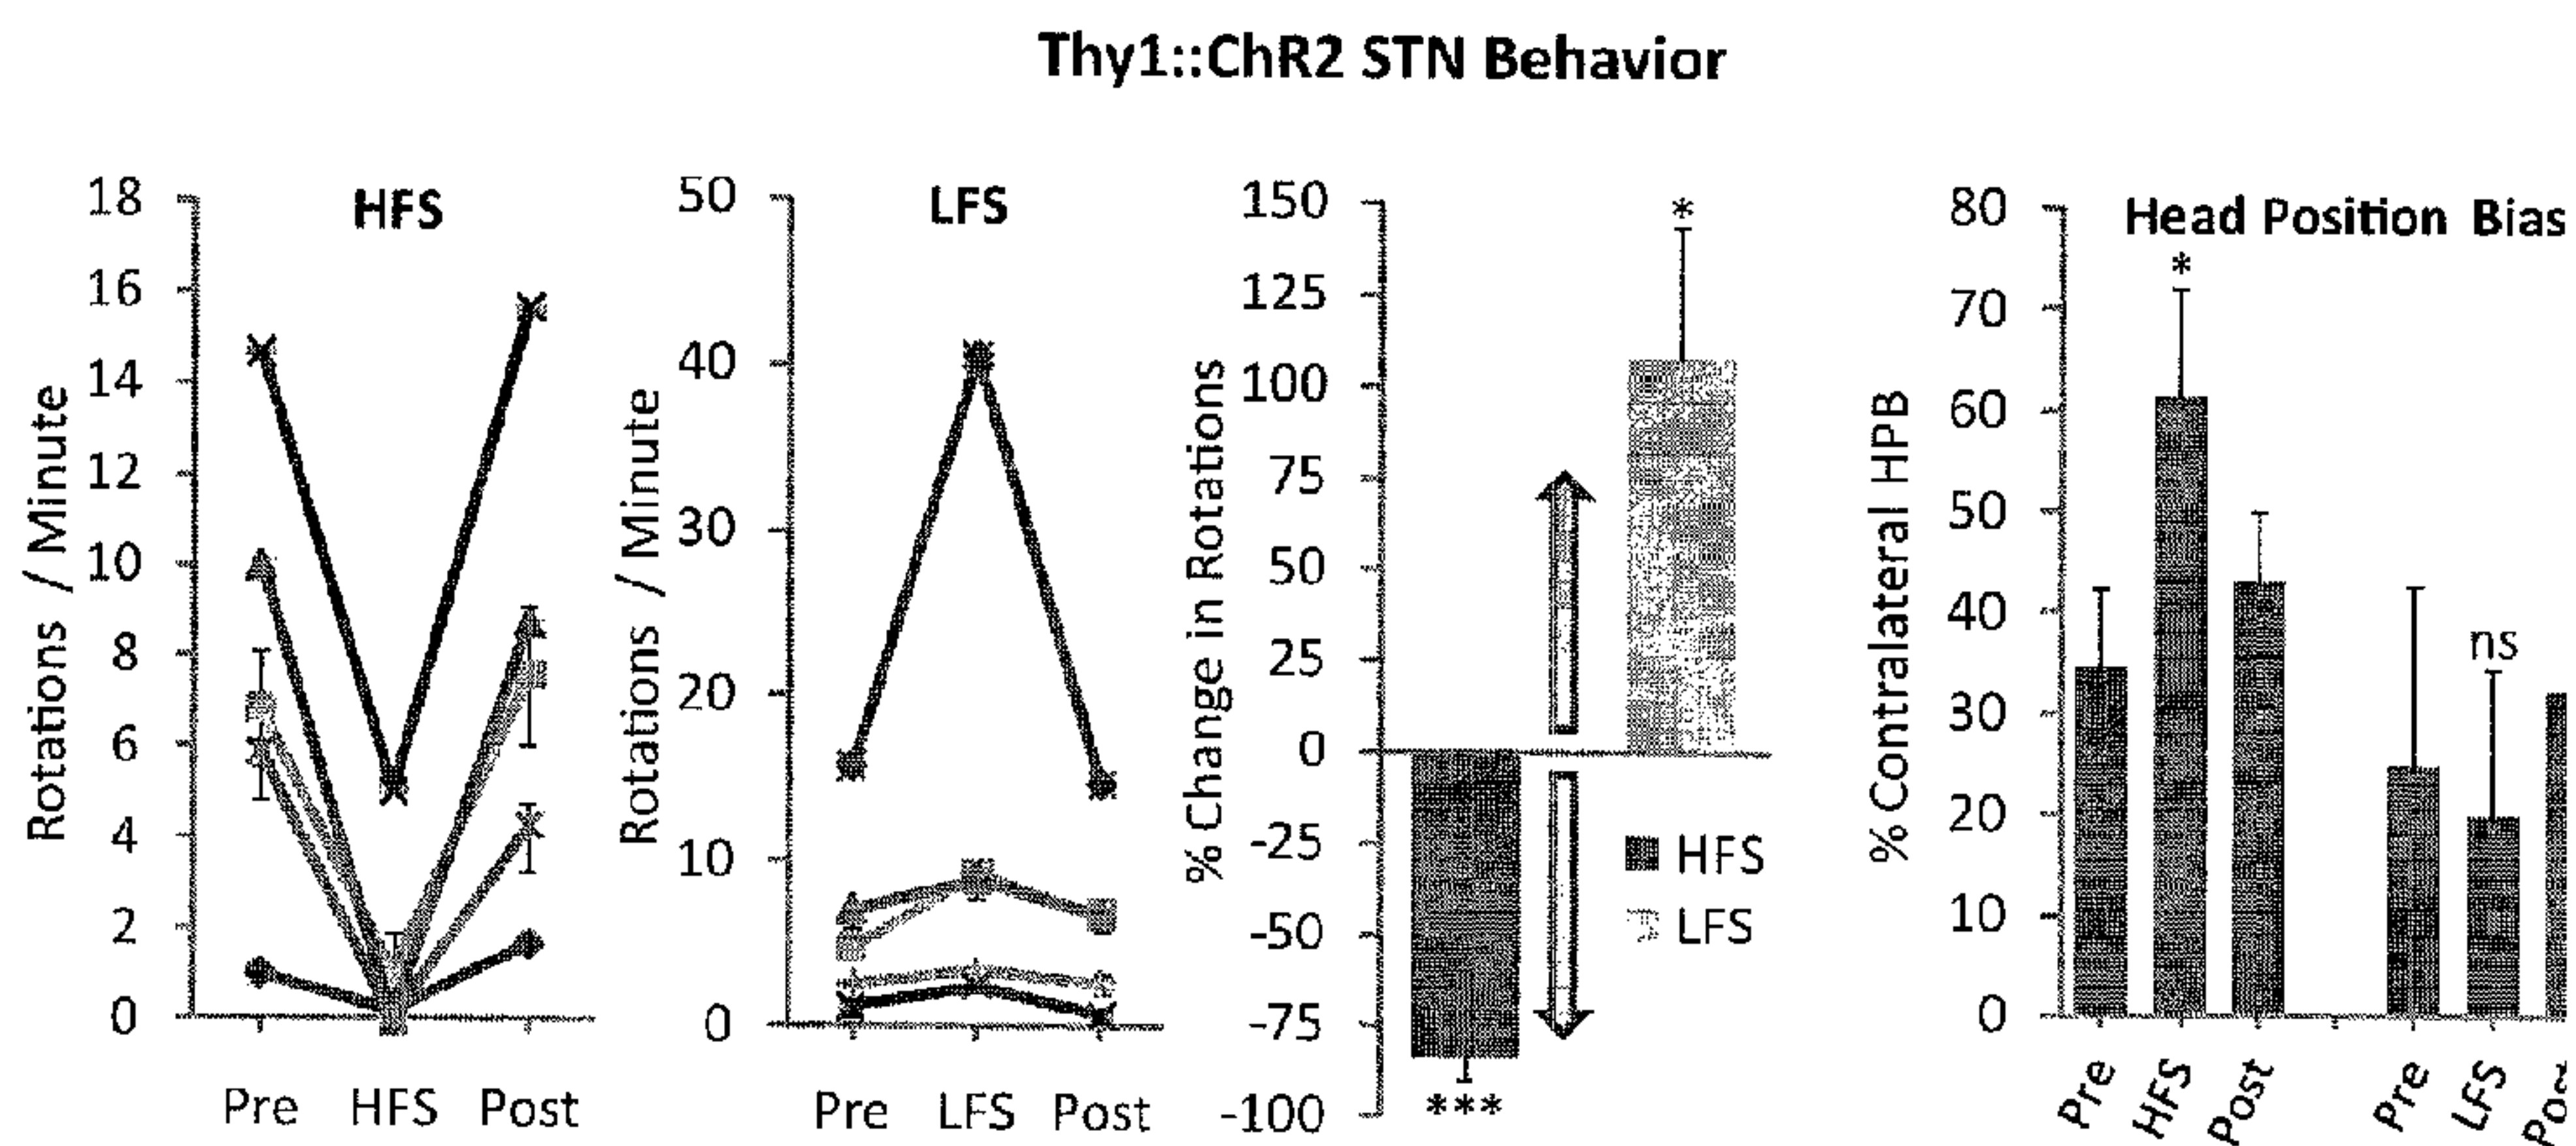 Thy1::ChR2 STN Behavior
HFS
Rotations / Minute
18
16
14
12
10
8
6
4
2
0
Pre HFS Post
LFS
Rotations / Minute
50
40
30
20
10
0
Pre LFS Post
% Change in Rotations
150
125
100
75
50
25
0
-25
-50
-75
-100
*
***
HFS
LFS
Head Position Bias
% Contralateral HPB
80
70
60
50
40
30
20
10
0
*
ns
Pre
HFS
Post
Pre
LFS
Post